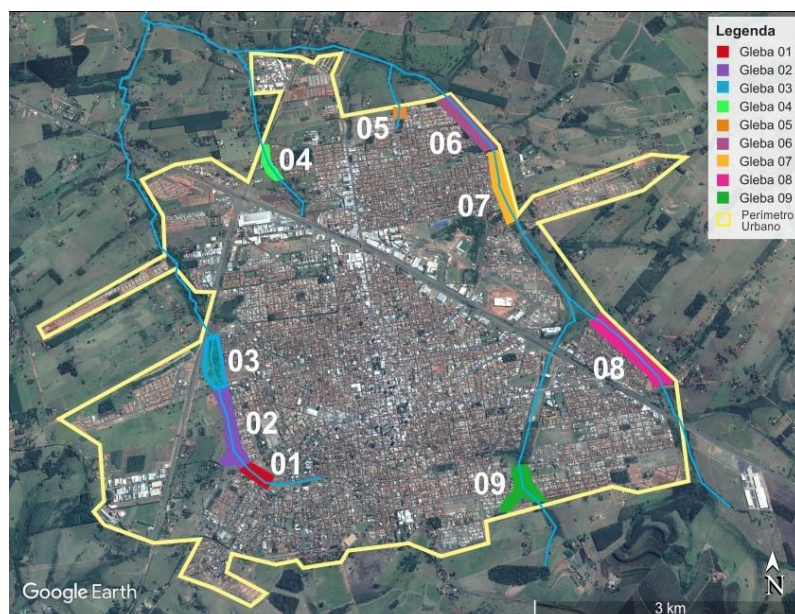 Legenda
Gleba 01
Gleba 02
Gleba 03
Gleba 04
Gleba 05
Gleba 06
Gleba 07
Gleba 08
Gleba 09
Perímetro
Urbano
05
06
04
07
03
08
02
01
09
Google Earth
N
3 km